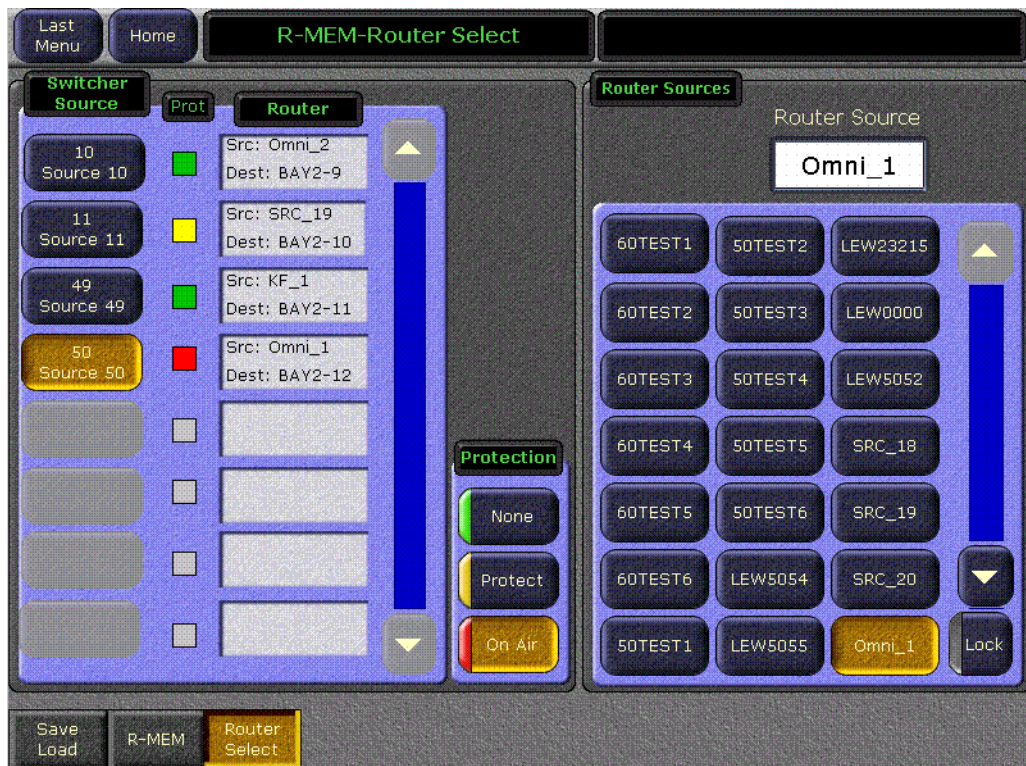 Last
Menu
Home
R-MEM-Router Select
Switcher
Source
Prot
Router
10
Source 10
Src: Omni_2
Dest: BAY2-9
11
Source 11
Src: SRC_19
Dest: BAY2-10
49
Source 49
Src: KF_1
Dest: BAY2-11
50
Source 50
Src: Omni_1
Dest: BAY2-12
Protection
None
Protect
On Air
Router Sources
Router Source
Omni_1
60TEST1 50TEST2 LEW23215
60TEST2 50TEST3 LEW0000
60TEST3 50TEST4 LEW5052
60TEST4 50TEST5 SRC_18
60TEST5 50TEST6 SRC_19
60TEST6 LEW5054 SRC_20
50TEST1 LEW5055 Omni_1 Lock
Save
Load
R-MEM
Router
Select